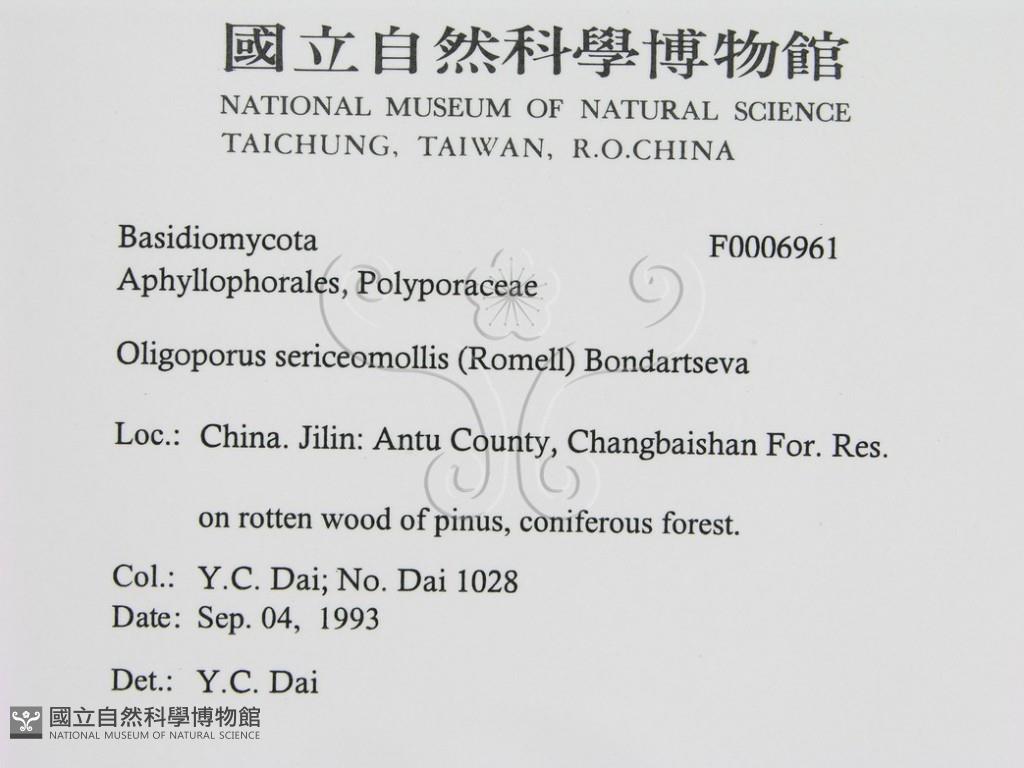 國立自然科學博物館
NATIONAL MUSEUM OF NATURAL SCIENCE
TAICHUNG, TAIWAN, R.O.CHINA
Basidiomycota F0006961
Aphyllophorales, Polyporaceae
Oligoporus sericeomollis (Romell) Bondartseva
Loc.: China. Jilin: Antu County, Changbaishan For. Res.
on rotten wood of pinus, coniferous forest.
Col.: Y.C. Dai; No. Dai 1028
Date: Sep. 04, 1993
Det.: Y.C. Dai
國立自然科學博物館
NATIONAL MUSEUM OF NATURAL SCIENCE